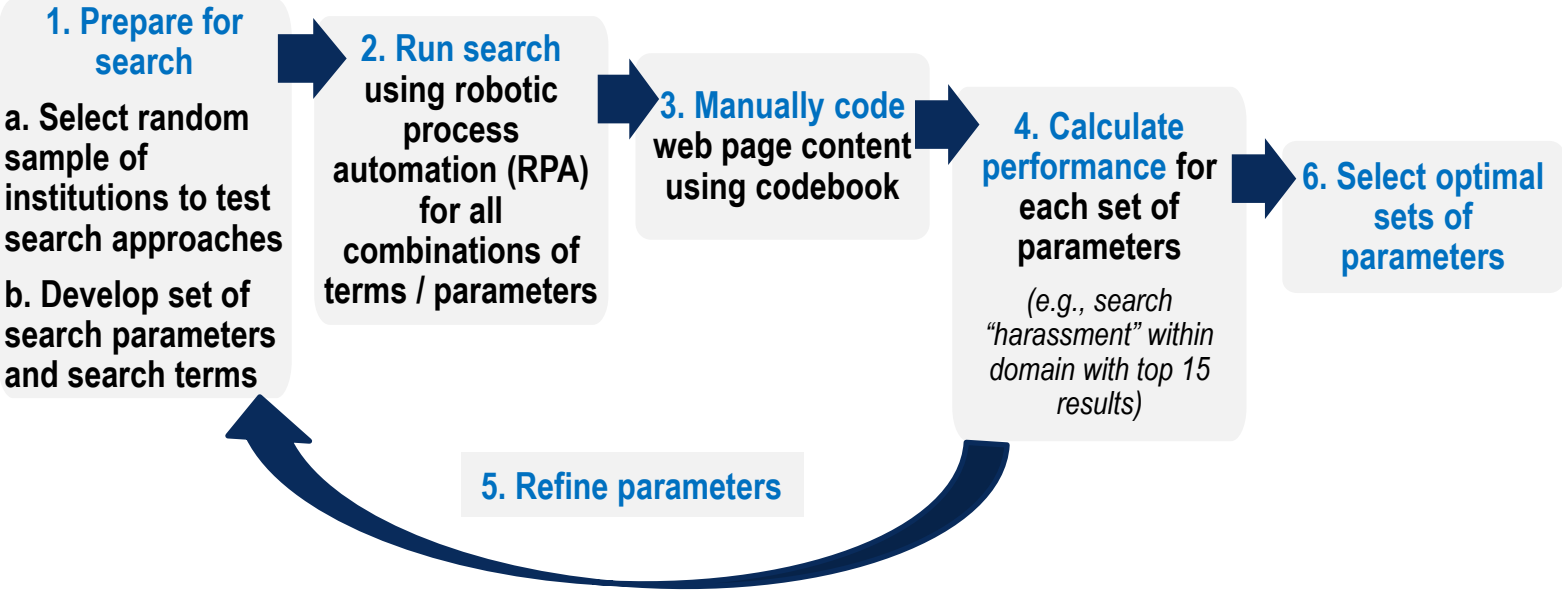 1. Prepare for
search
a. Select random
sample of
institutions to test
search approaches
b. Develop set of
search parameters
and search terms
2. Run search
using robotic
process
automation (RPA)
for all
combinations of
terms / parameters
3. Manually code
web page content
using codebook
4. Calculate
performance for
each set of
parameters
(e.g., search
“harassment” within
domain with top 15
results)
5. Refine parameters
6. Select optimal
sets of
parameters